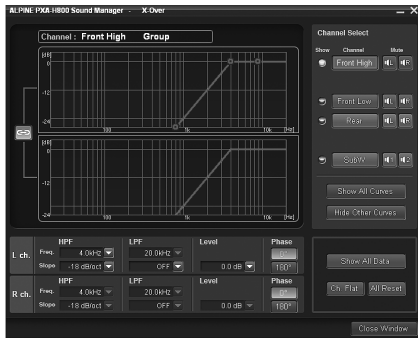 ALPINE PXA-H800 Sound Manager - X-Over
Channel : Front High Group
[dB]
0
-12
-24
100 1K 10k [Hz]
[dB]
0
-12
-24
100 1K 10k [Hz]
Channel Select
Show Channel Mute
Front High L R
Front Low L R
Rear L R
SubW 1 2
Show All Curves
Hide Other Curves
HPF LPF Level Phase
L ch. Freq. 4.0kHz 20.0kHz 0°
Slope -18 dB/oct OFF 0.0 dB 180°
HPF LPF Level Phase
R ch. Freq. 4.0kHz 20.0kHz 0°
Slope -18 dB/oct OFF 0.0 dB 180°
Show All Data
Ch. Flat All Reset
Close Window